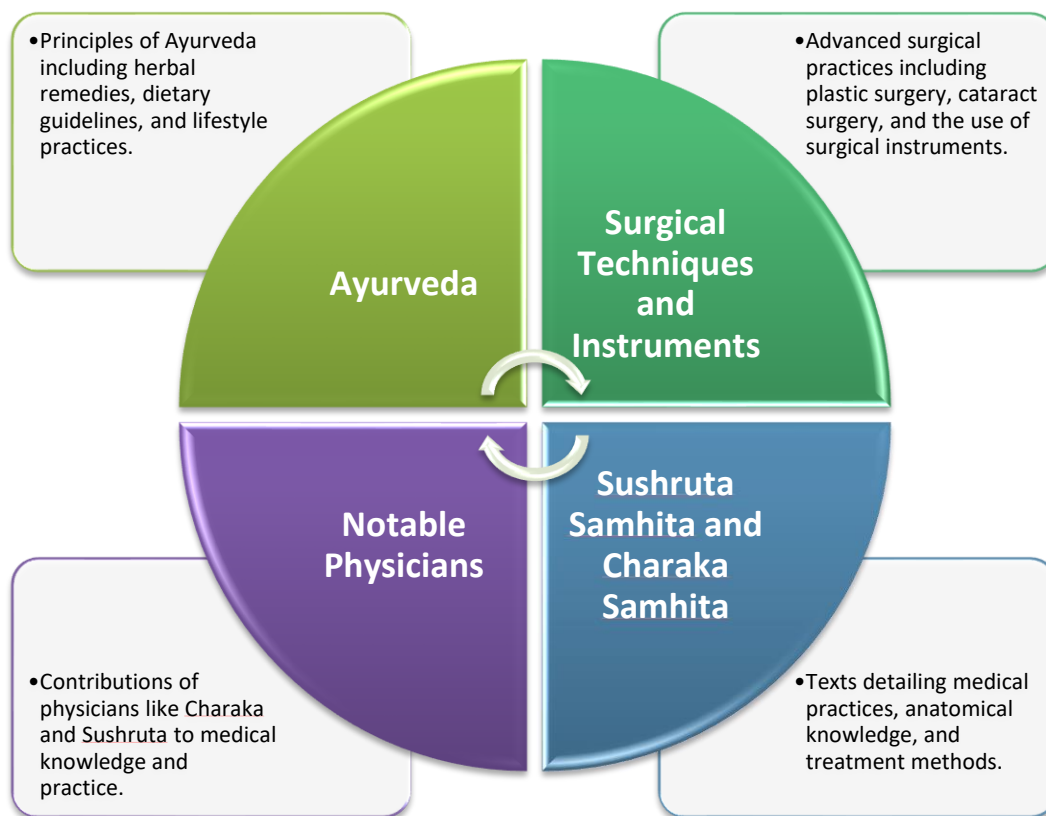 •Principles of Ayurveda
including herbal
remedies, dietary
guidelines, and lifestyle
practices.
•Advanced surgical
practices including
plastic surgery, cataract
surgery, and the use of
surgical instruments.
Ayurveda
Surgical
Techniques
and
Instruments
Notable
Physicians
Sushruta
Samhita and
Charaka
Samhita
•Contributions of
physicians like Charaka
and Sushruta to medical
knowledge and
practice.
•Texts detailing medical
practices, anatomical
knowledge, and
treatment methods.